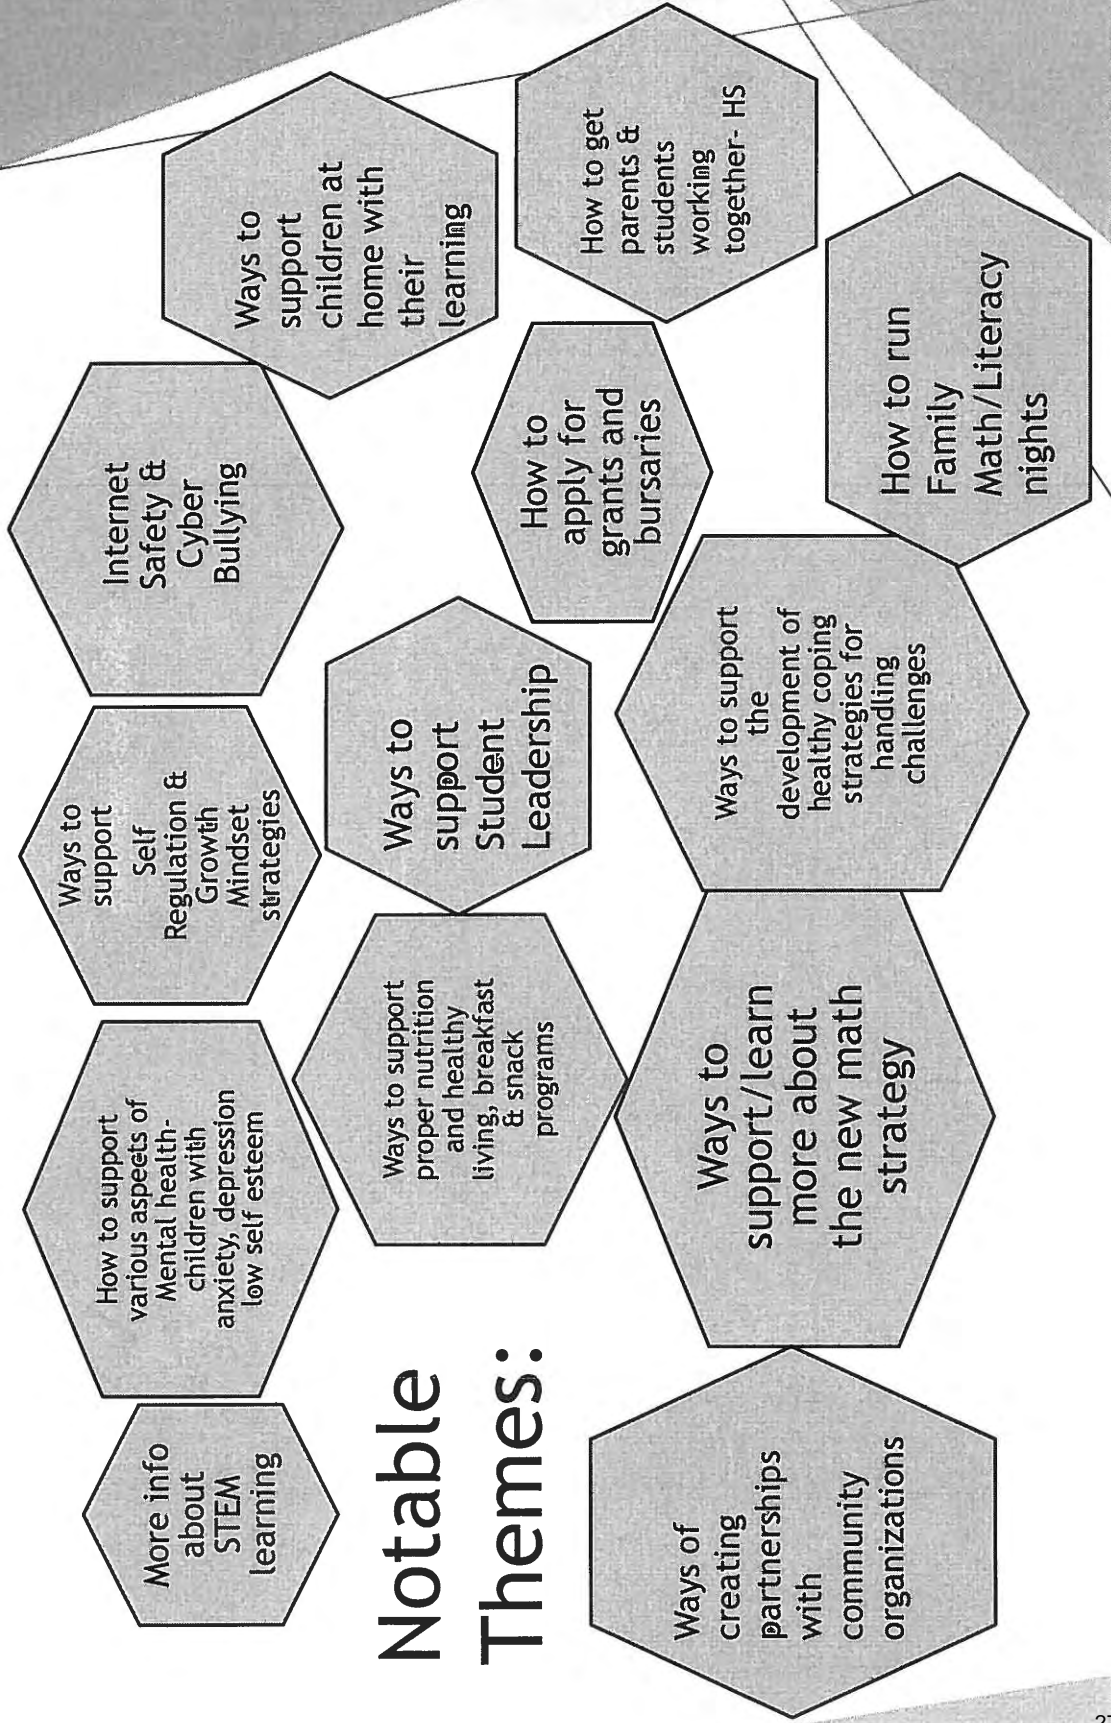 More info
about
STEM
learning
How to support
various aspects of
Mental health-
children with
anxiety, depression
low self esteem
Ways to
support
Self
Regulation &
Growth
Mindset
strategies
Internet
Safety &
Cyber
Bullying
Ways to
support
children at
home with
their
learning
Notable
Themes:
Ways to support
proper nutrition
and healthy
living, breakfast
& snack
programs
Ways to
support
Student
Leadership
How to
apply for
grants and
bursaries
How to get
parents &
students
working
together- HS
Ways of
creating
partnerships
with
community
organizations
Ways to
support/learn
more about
the new math
strategy
Ways to support
the
development of
healthy coping
strategies for
handling
challenges
How to run
Family
Math/Literacy
nights